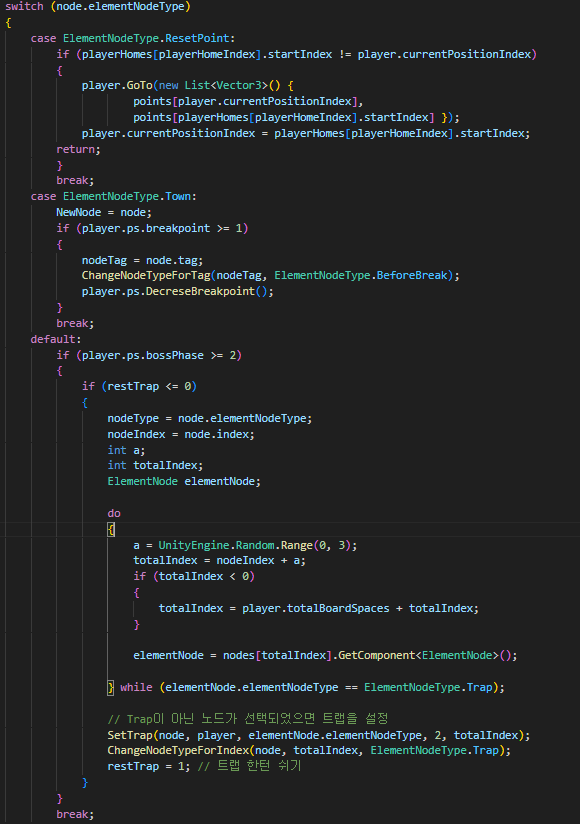 switch (node.elementNodeType)
{
    case ElementNodeType.ResetPoint:
        if (playerHomes[playerHomeIndex].startIndex != player.currentPositionIndex)
        {
            player.GoTo(new List<Vector3>() {
                    points[player.currentPositionIndex],
                    points[playerHomes[playerHomeIndex].startIndex] });
            player.currentPositionIndex = playerHomes[playerHomeIndex].startIndex;
        return;
        }
        break;
    case ElementNodeType.Town:
        NewNode = node;
        if (player.ps.breakpoint >= 1)
        {
            nodeTag = node.tag;
            ChangeNodeTypeForTag(nodeTag, ElementNodeType.BeforeBreak);
            player.ps.DecreseBreakpoint();
        }
        break;
    default:
        if (player.ps.bossPhase >= 2)
        {
            if (restTrap <= 0)
            {
                nodeType = node.elementNodeType;
                nodeIndex = node.index;
                int a;
                int totalIndex;
                ElementNode elementNode;

                do
                {
                    a = UnityEngine.Random.Range(0, 3);
                    totalIndex = nodeIndex + a;
                    if (totalIndex < 0)
                    {
                        totalIndex = player.totalBoardSpaces + totalIndex;
                    }

                    elementNode = nodes[totalIndex].GetComponent<ElementNode>();

                } while (elementNode.elementNodeType == ElementNodeType.Trap);

                // Trap이 아닌 노드가 선택되었으면 트랩을 설정
                SetTrap(node, player, elementNode.elementNodeType, 2, totalIndex);
                ChangeNodeTypeForIndex(node, totalIndex, ElementNodeType.Trap);
                restTrap = 1; // 트랩 한턴 쉬기
            }
        }
        break;